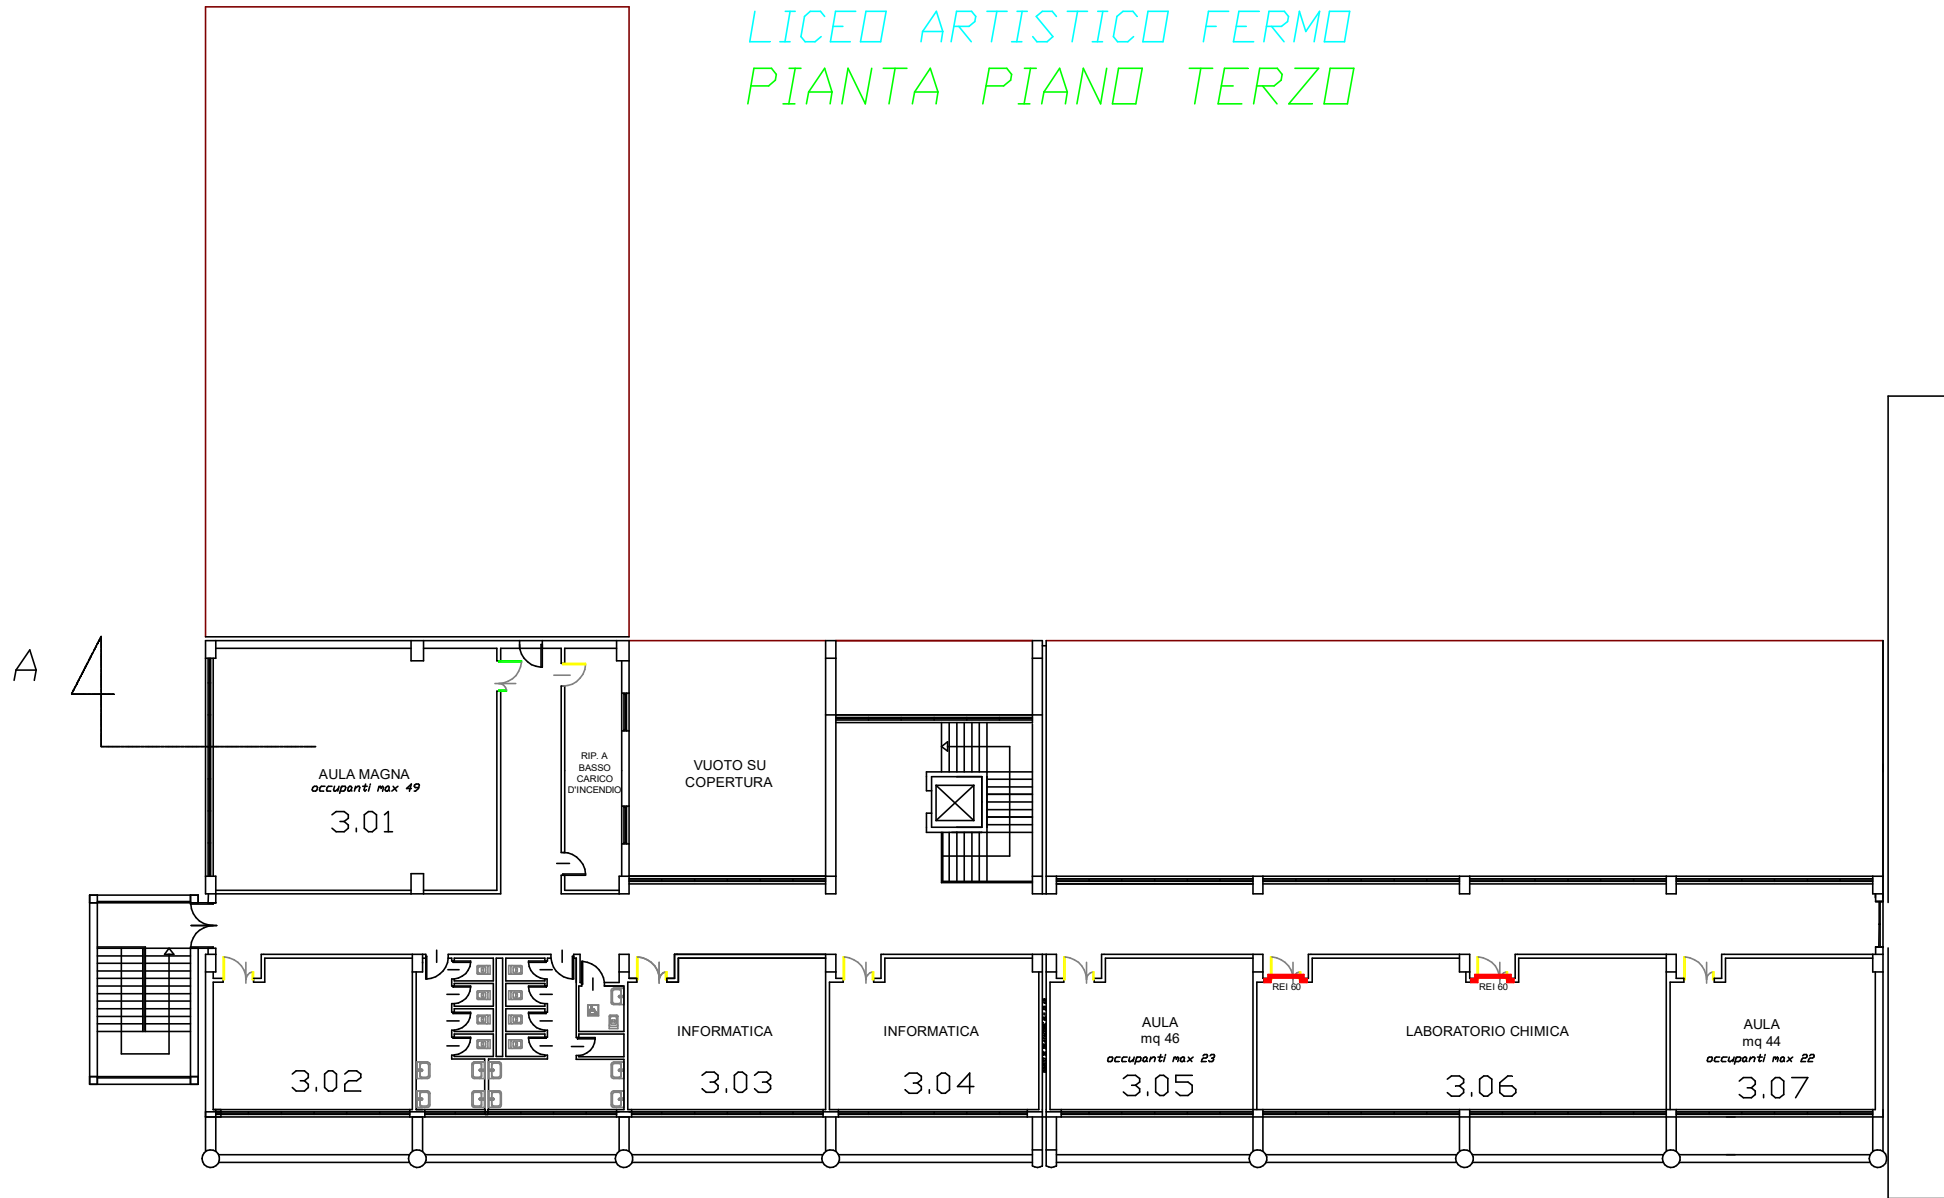 LICEO ARTISTICO FERMO
PIANTA PIANO TERZO
A
AULA MAGNA
occupanti max 49
3.01
RIP. A
BASSO
CARICO
D'INCENDIO
VUOTO SU
COPERTURA
3.02
INFORMATICA
3.03
INFORMATICA
3.04
AULA
mq 46
occupanti max 23
3.05
REI 60
REI 60
LABORATORIO CHIMICA
3.06
AULA
mq 44
occupanti max 22
3.07